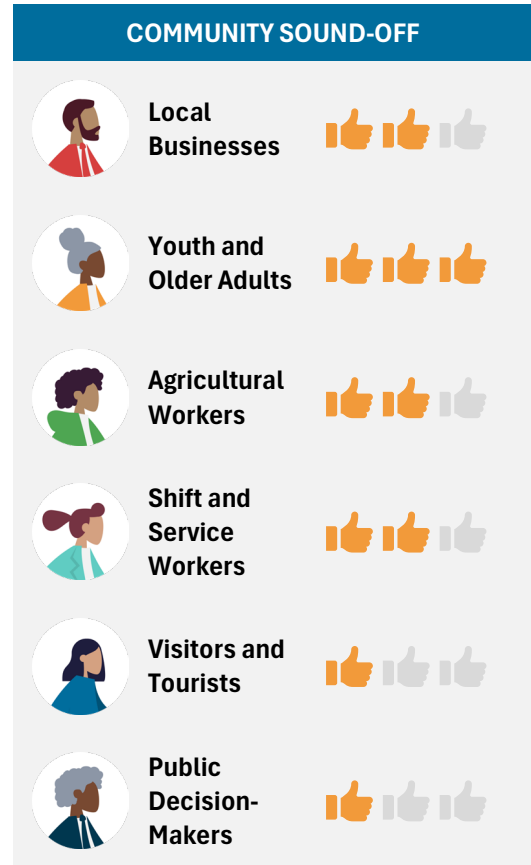 COMMUNITY SOUND-OFF
Local
Businesses
Youth and
Older Adults
Agricultural
Workers
Shift and
Service
Workers
Visitors and
Tourists
Public
Decision-
Makers